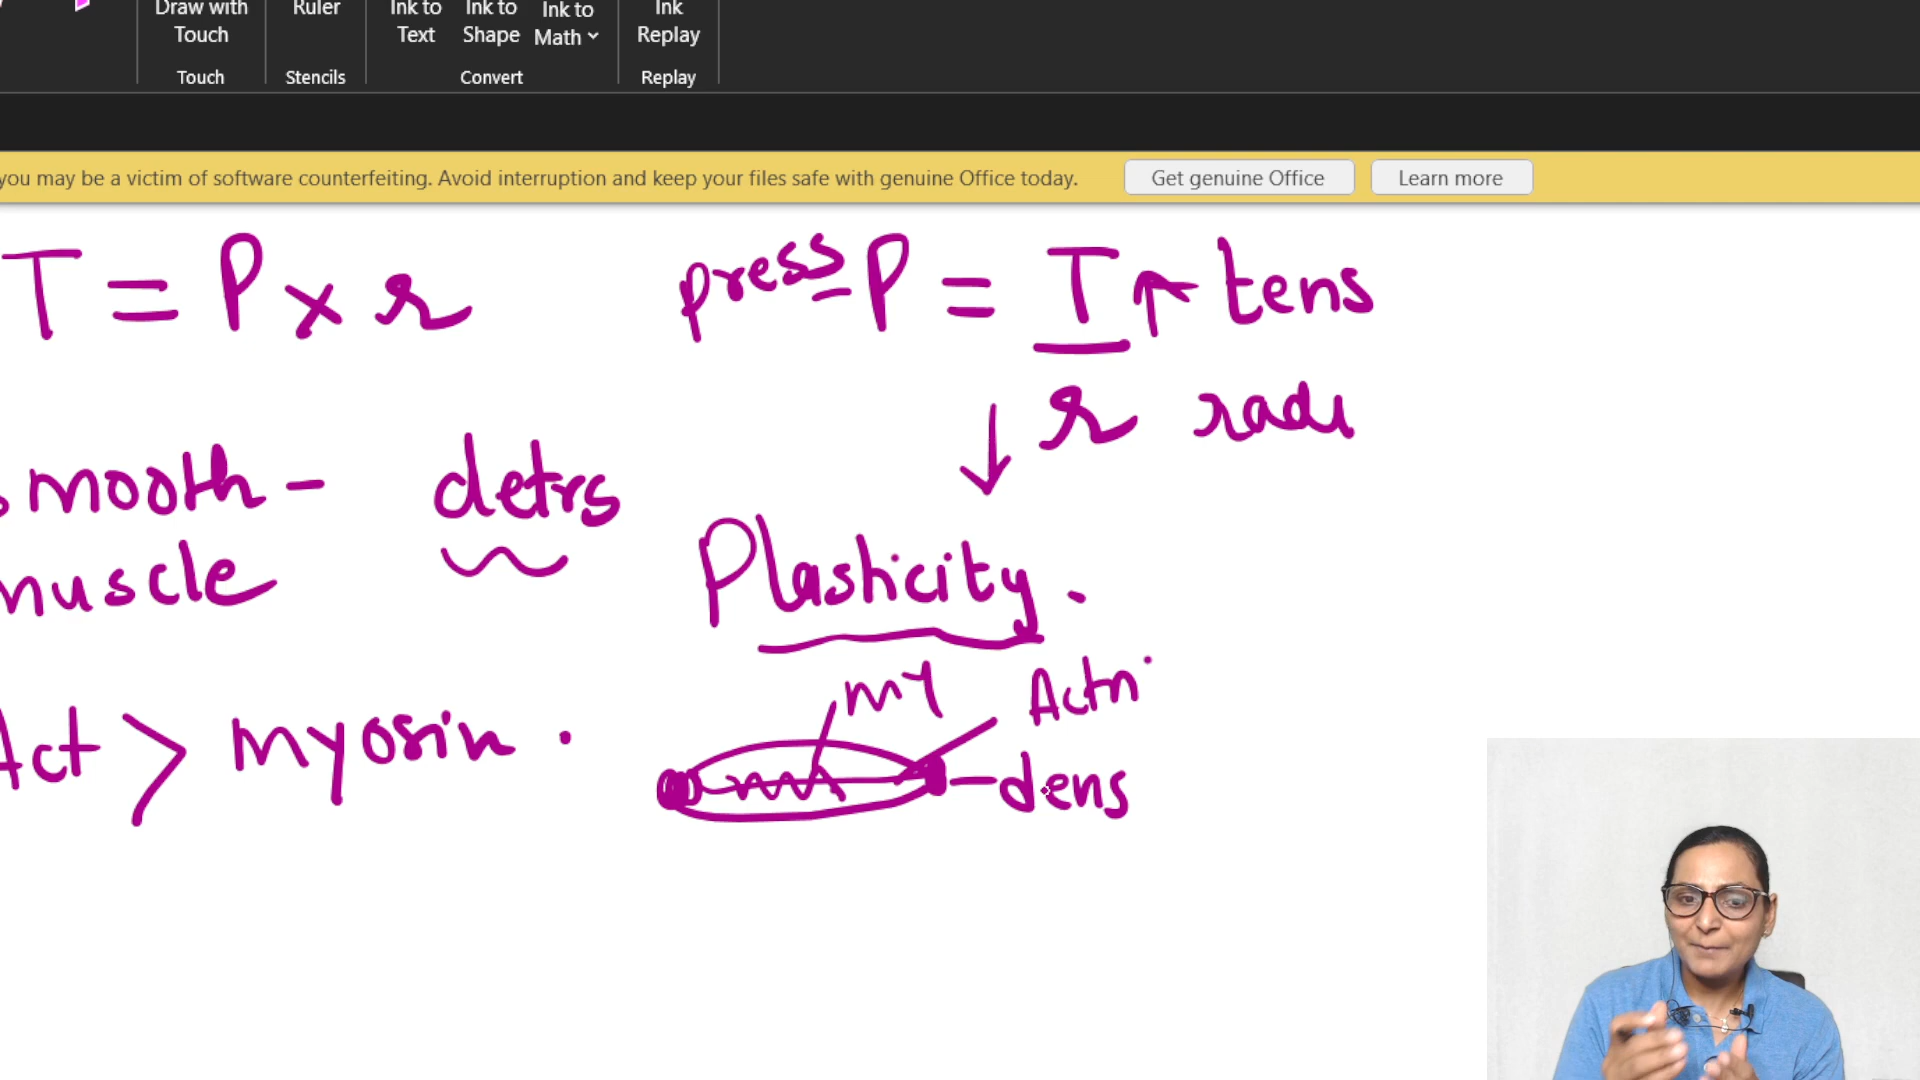 Draw with Touch
Ruler
Ink to Text
Ink to Shape
Ink to Math
Ink Replay
Touch
Stencils
Convert
Replay
you may be a victim of software counterfeiting. Avoid interruption and keep your files safe with genuine Office today.
Get genuine Office
Learn more
T = P x r
press P = T ↑ tens
r radi
smooth - detrs
muscle
Plasticity.
my
Actn
Act > myosin.
dens